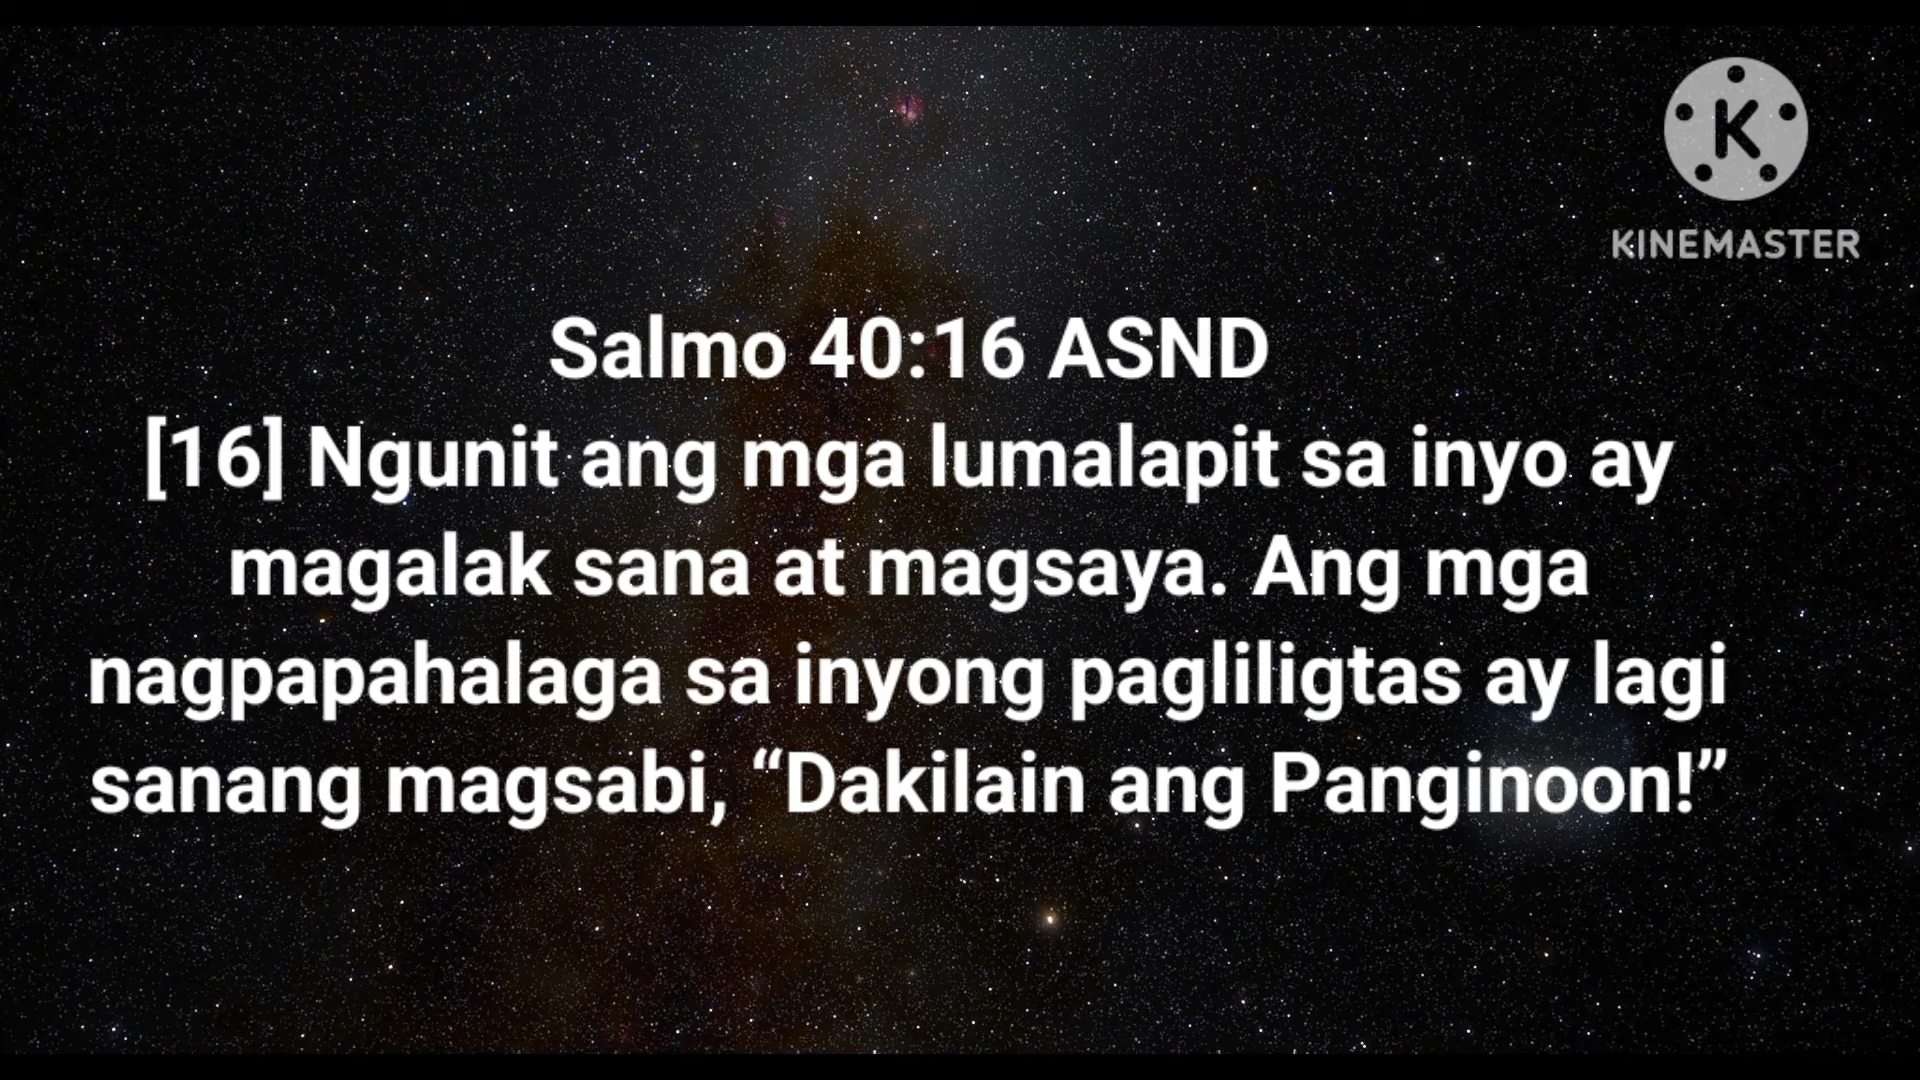 K
KINEMASTER
Salmo 40:16 ASND
[16] Ngunit ang mga lumalapit sa inyo ay
magalak sana at magsaya. Ang mga
nagpapahalaga sa inyong pagliligtas ay lagi
sanang magsabi, “Dakilain ang Panginoon!”